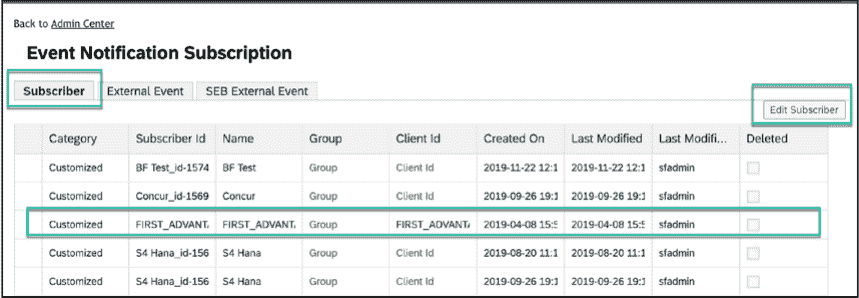 Back to Admin Center
Event Notification Subscription
Subscriber External Event SEB External Event
Edit Subscriber
Category Subscriber Id Name Group Client Id Created On Last Modified Last Modifi... Deleted
Customized BF Test_id-1574 BF Test Group Client Id 2019-11-22 12:1 2019-11-22 12:1 sfadmin
Customized Concur_id-1569 Concur Group Client Id 2019-09-26 19:1 2019-09-26 19:1 sfadmin
Customized FIRST_ADVANT FIRST_ADVANT Group FIRST_ADVANT 2019-04-08 15:5 2019-04-08 15:5 sfadmin
Customized S4 Hana_id-156 S4 Hana Group Client Id 2019-08-20 11:1 2019-08-20 11:1 sfadmin
Customized S4 Hana_id-156 S4 Hana Group Client Id 2019-09-26 19:1 2019-09-26 19:1 sfadmin